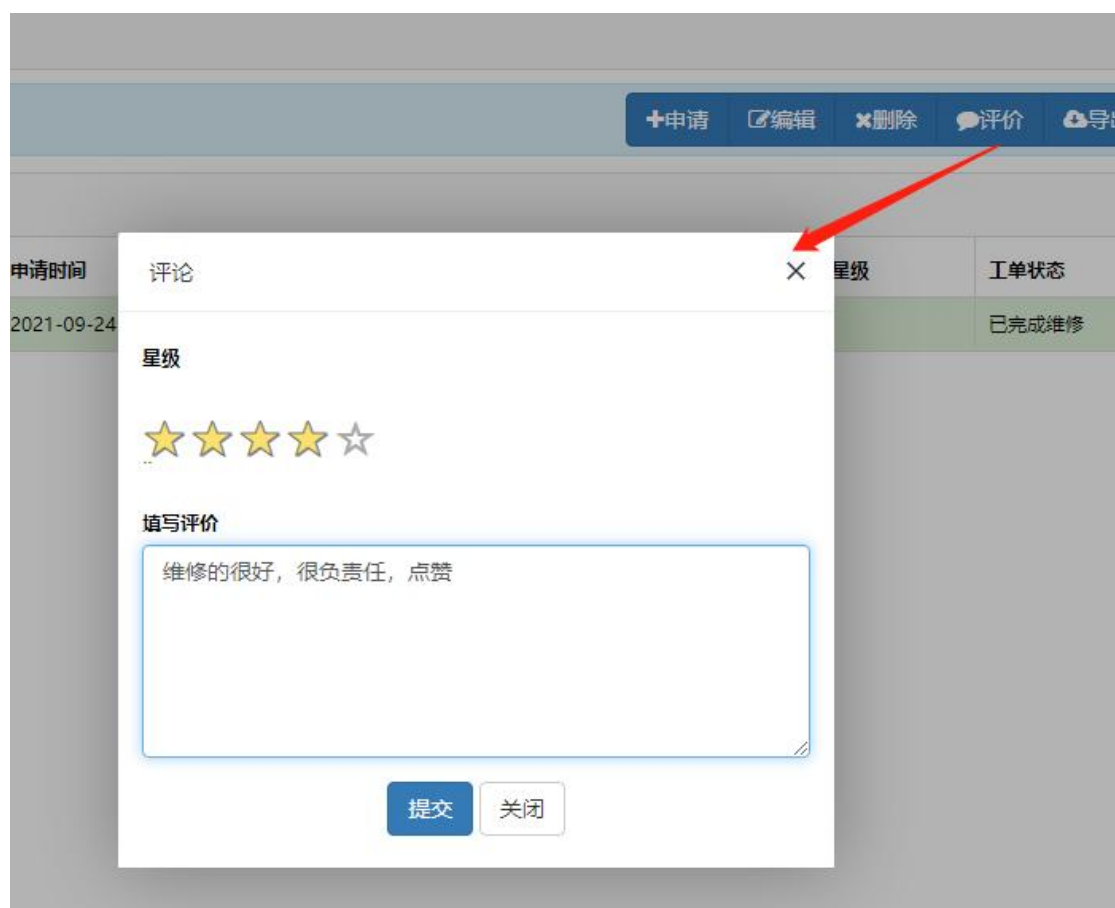 申请 编辑 删除 评价 导出
评论
申请时间 星级 工单状态
2021-09-24 已完成维修
星级
填写评价
维修的很好，很负责任，点赞
提交 关闭